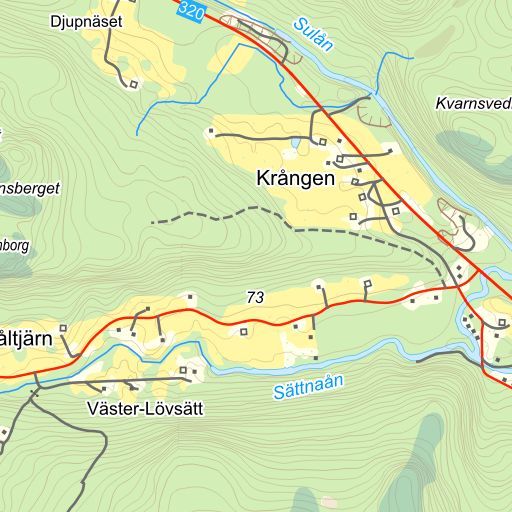 Djupnäset
320
Sulån
Kvarnsved
nsberget
Krången
nborg
73
åltjärn
Sättnaån
Väster-Lövsätt